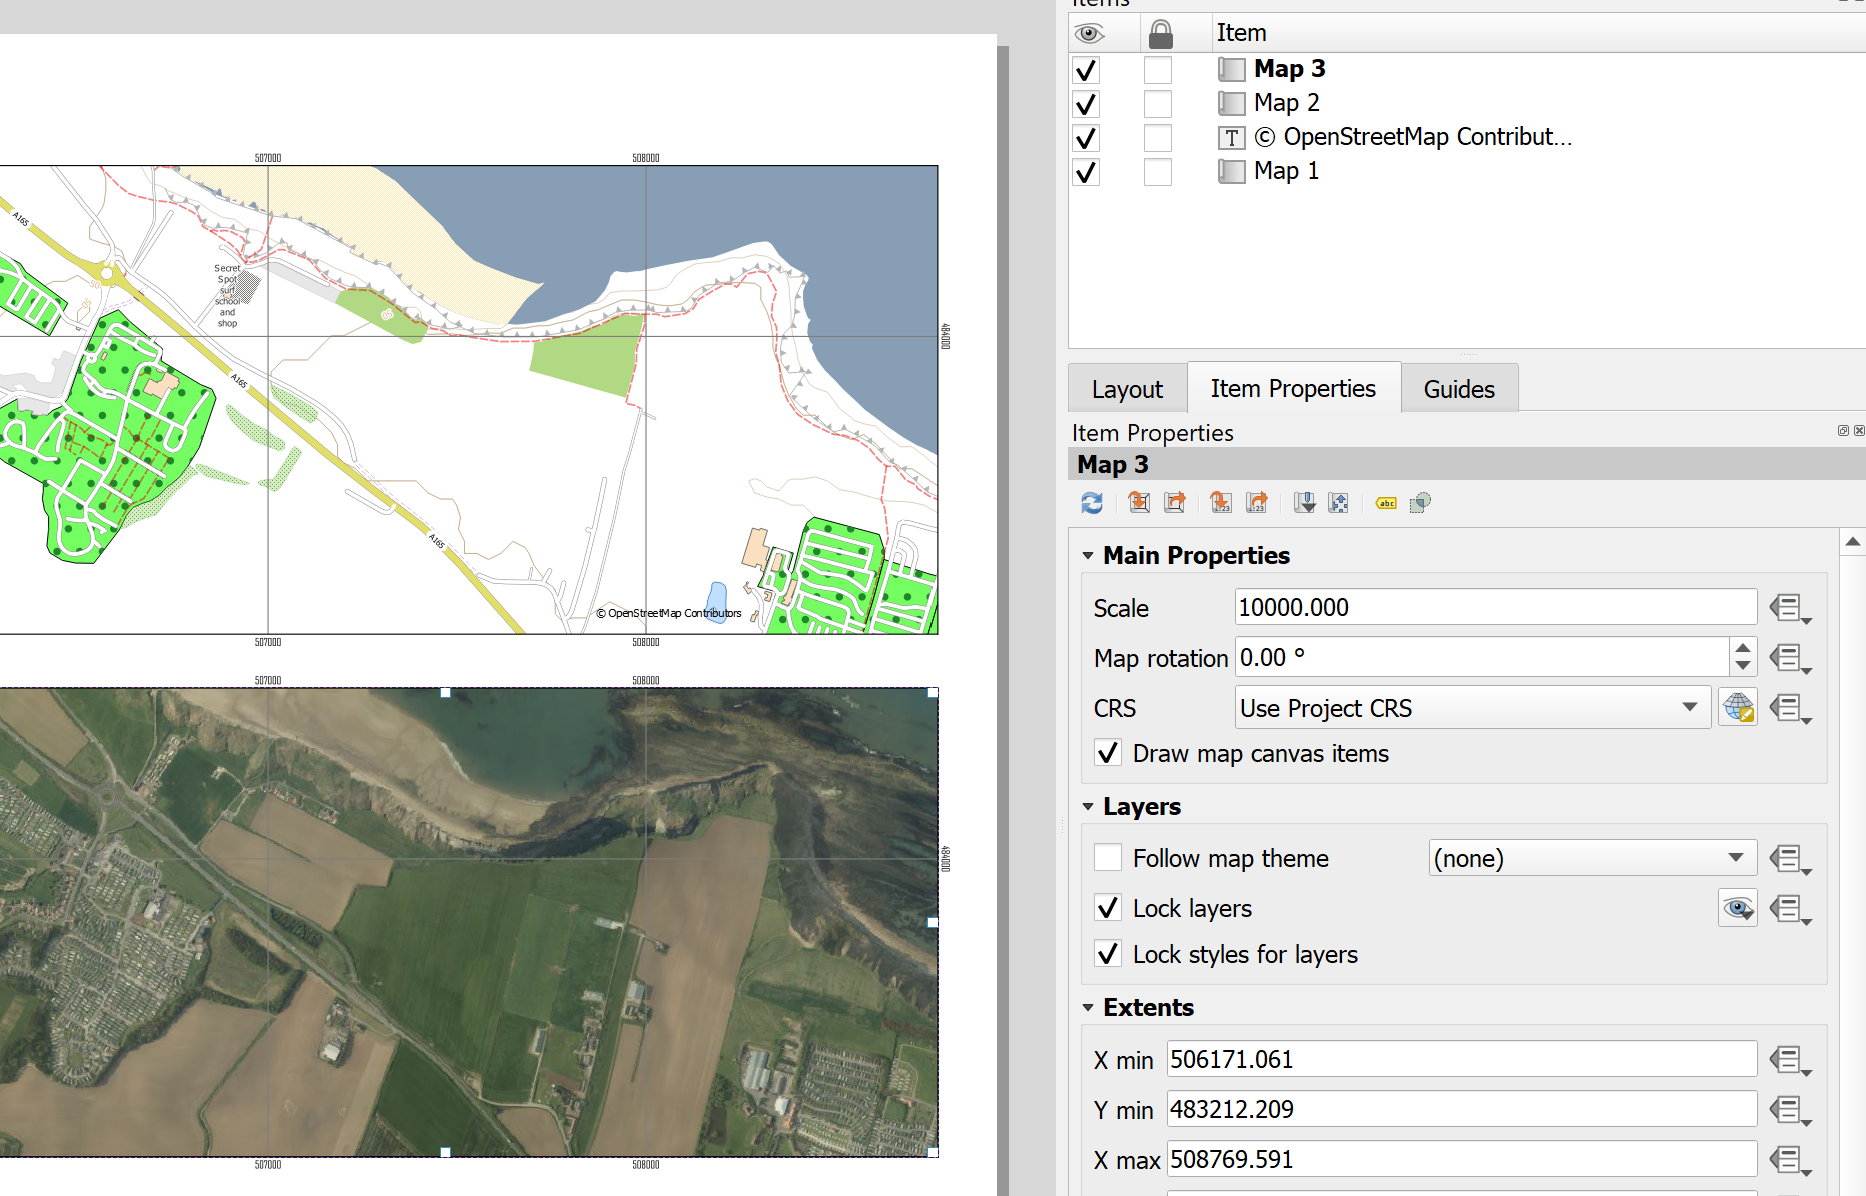 Items
Item
Map 3
Map 2
T © OpenStreetMap Contribut...
Map 1
Layout Item Properties Guides
Item Properties
Map 3
abc
Main Properties
Scale 10000.000
Map rotation 0.00 °
CRS Use Project CRS
Draw map canvas items
Layers
Follow map theme (none)
Lock layers
Lock styles for layers
Extents
X min 506171.061
Y min 483212.209
X max 508769.591
507000 508000
A165
50
50
Secret
Spot
surf
school
and
shop
50
484000
A165
A165
© OpenStreetMap Contributors
507000 508000
507000 508000
484000
507000 508000